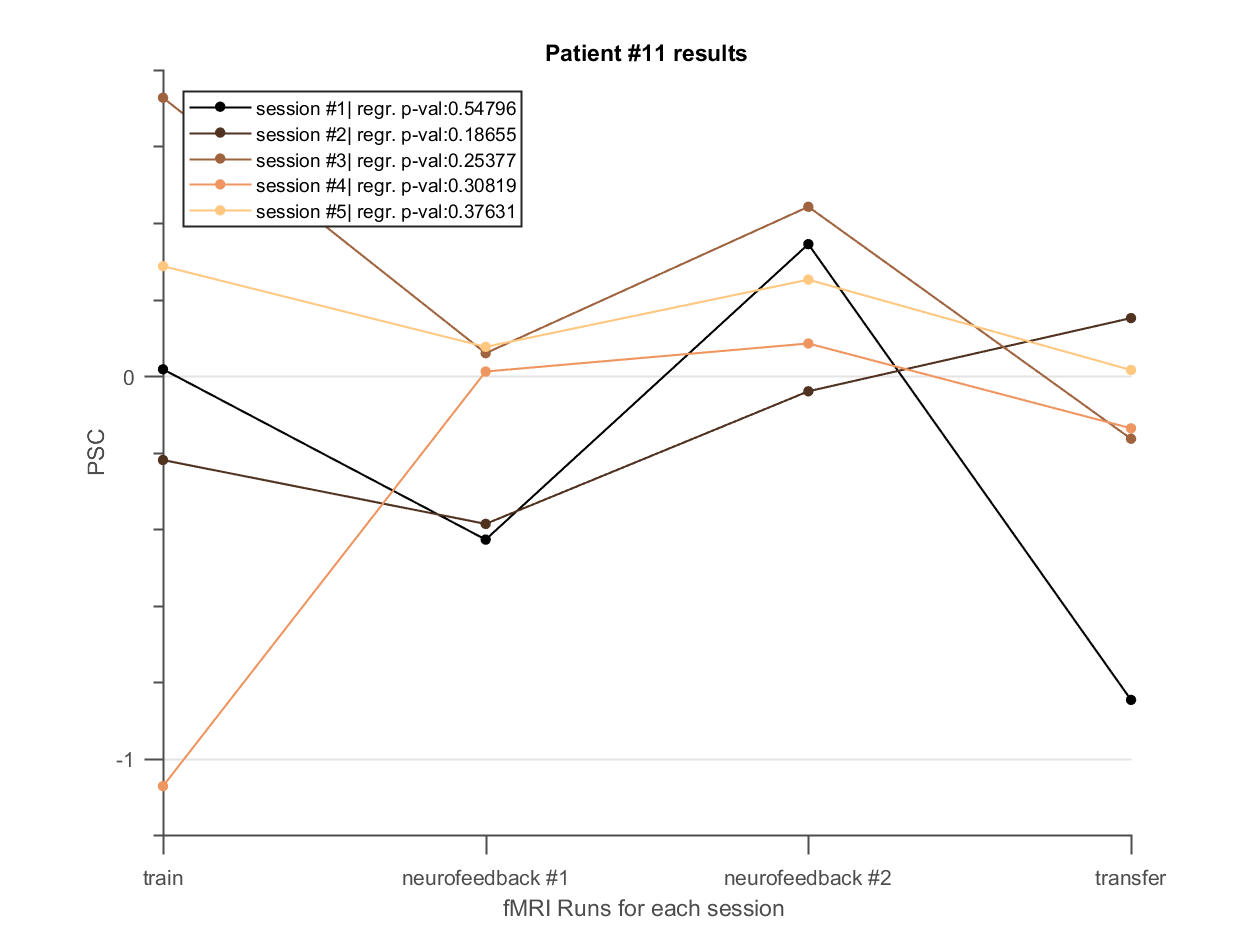 Patient #11 results
session #1| regr. p-val:0.54796
session #2| regr. p-val:0.18655
session #3| regr. p-val:0.25377
session #4| regr. p-val:0.30819
session #5| regr. p-val:0.37631
0
PSC
-1
train neurofeedback #1 neurofeedback #2 transfer
fMRI Runs for each session